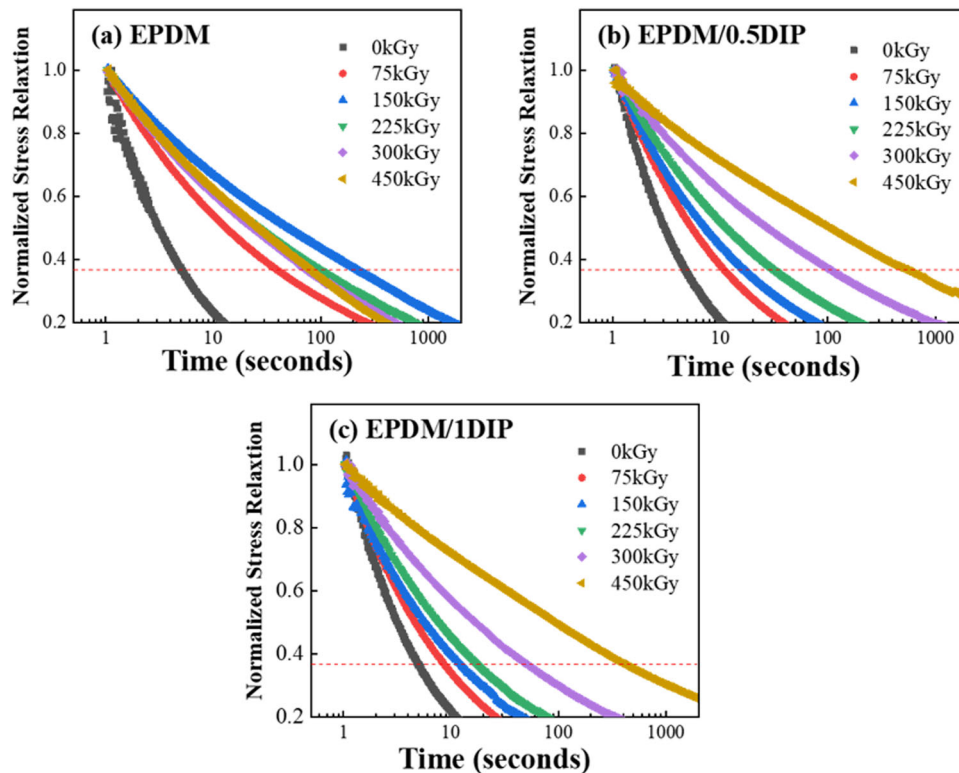 (a) EPDM
0kGy
75kGy
150kGy
225kGy
300kGy
450kGy
Normalized Stress Relaxtion
1.0
0.8
0.6
0.4
0.2
1
10
100
1000
Time (seconds)
(b) EPDM/0.5DIP
0kGy
75kGy
150kGy
225kGy
300kGy
450kGy
Normalized Stress Relaxtion
1.0
0.8
0.6
0.4
0.2
1
10
100
1000
Time (seconds)
(c) EPDM/1DIP
0kGy
75kGy
150kGy
225kGy
300kGy
450kGy
Normalized Stress Relaxtion
1.0
0.8
0.6
0.4
0.2
1
10
100
1000
Time (seconds)